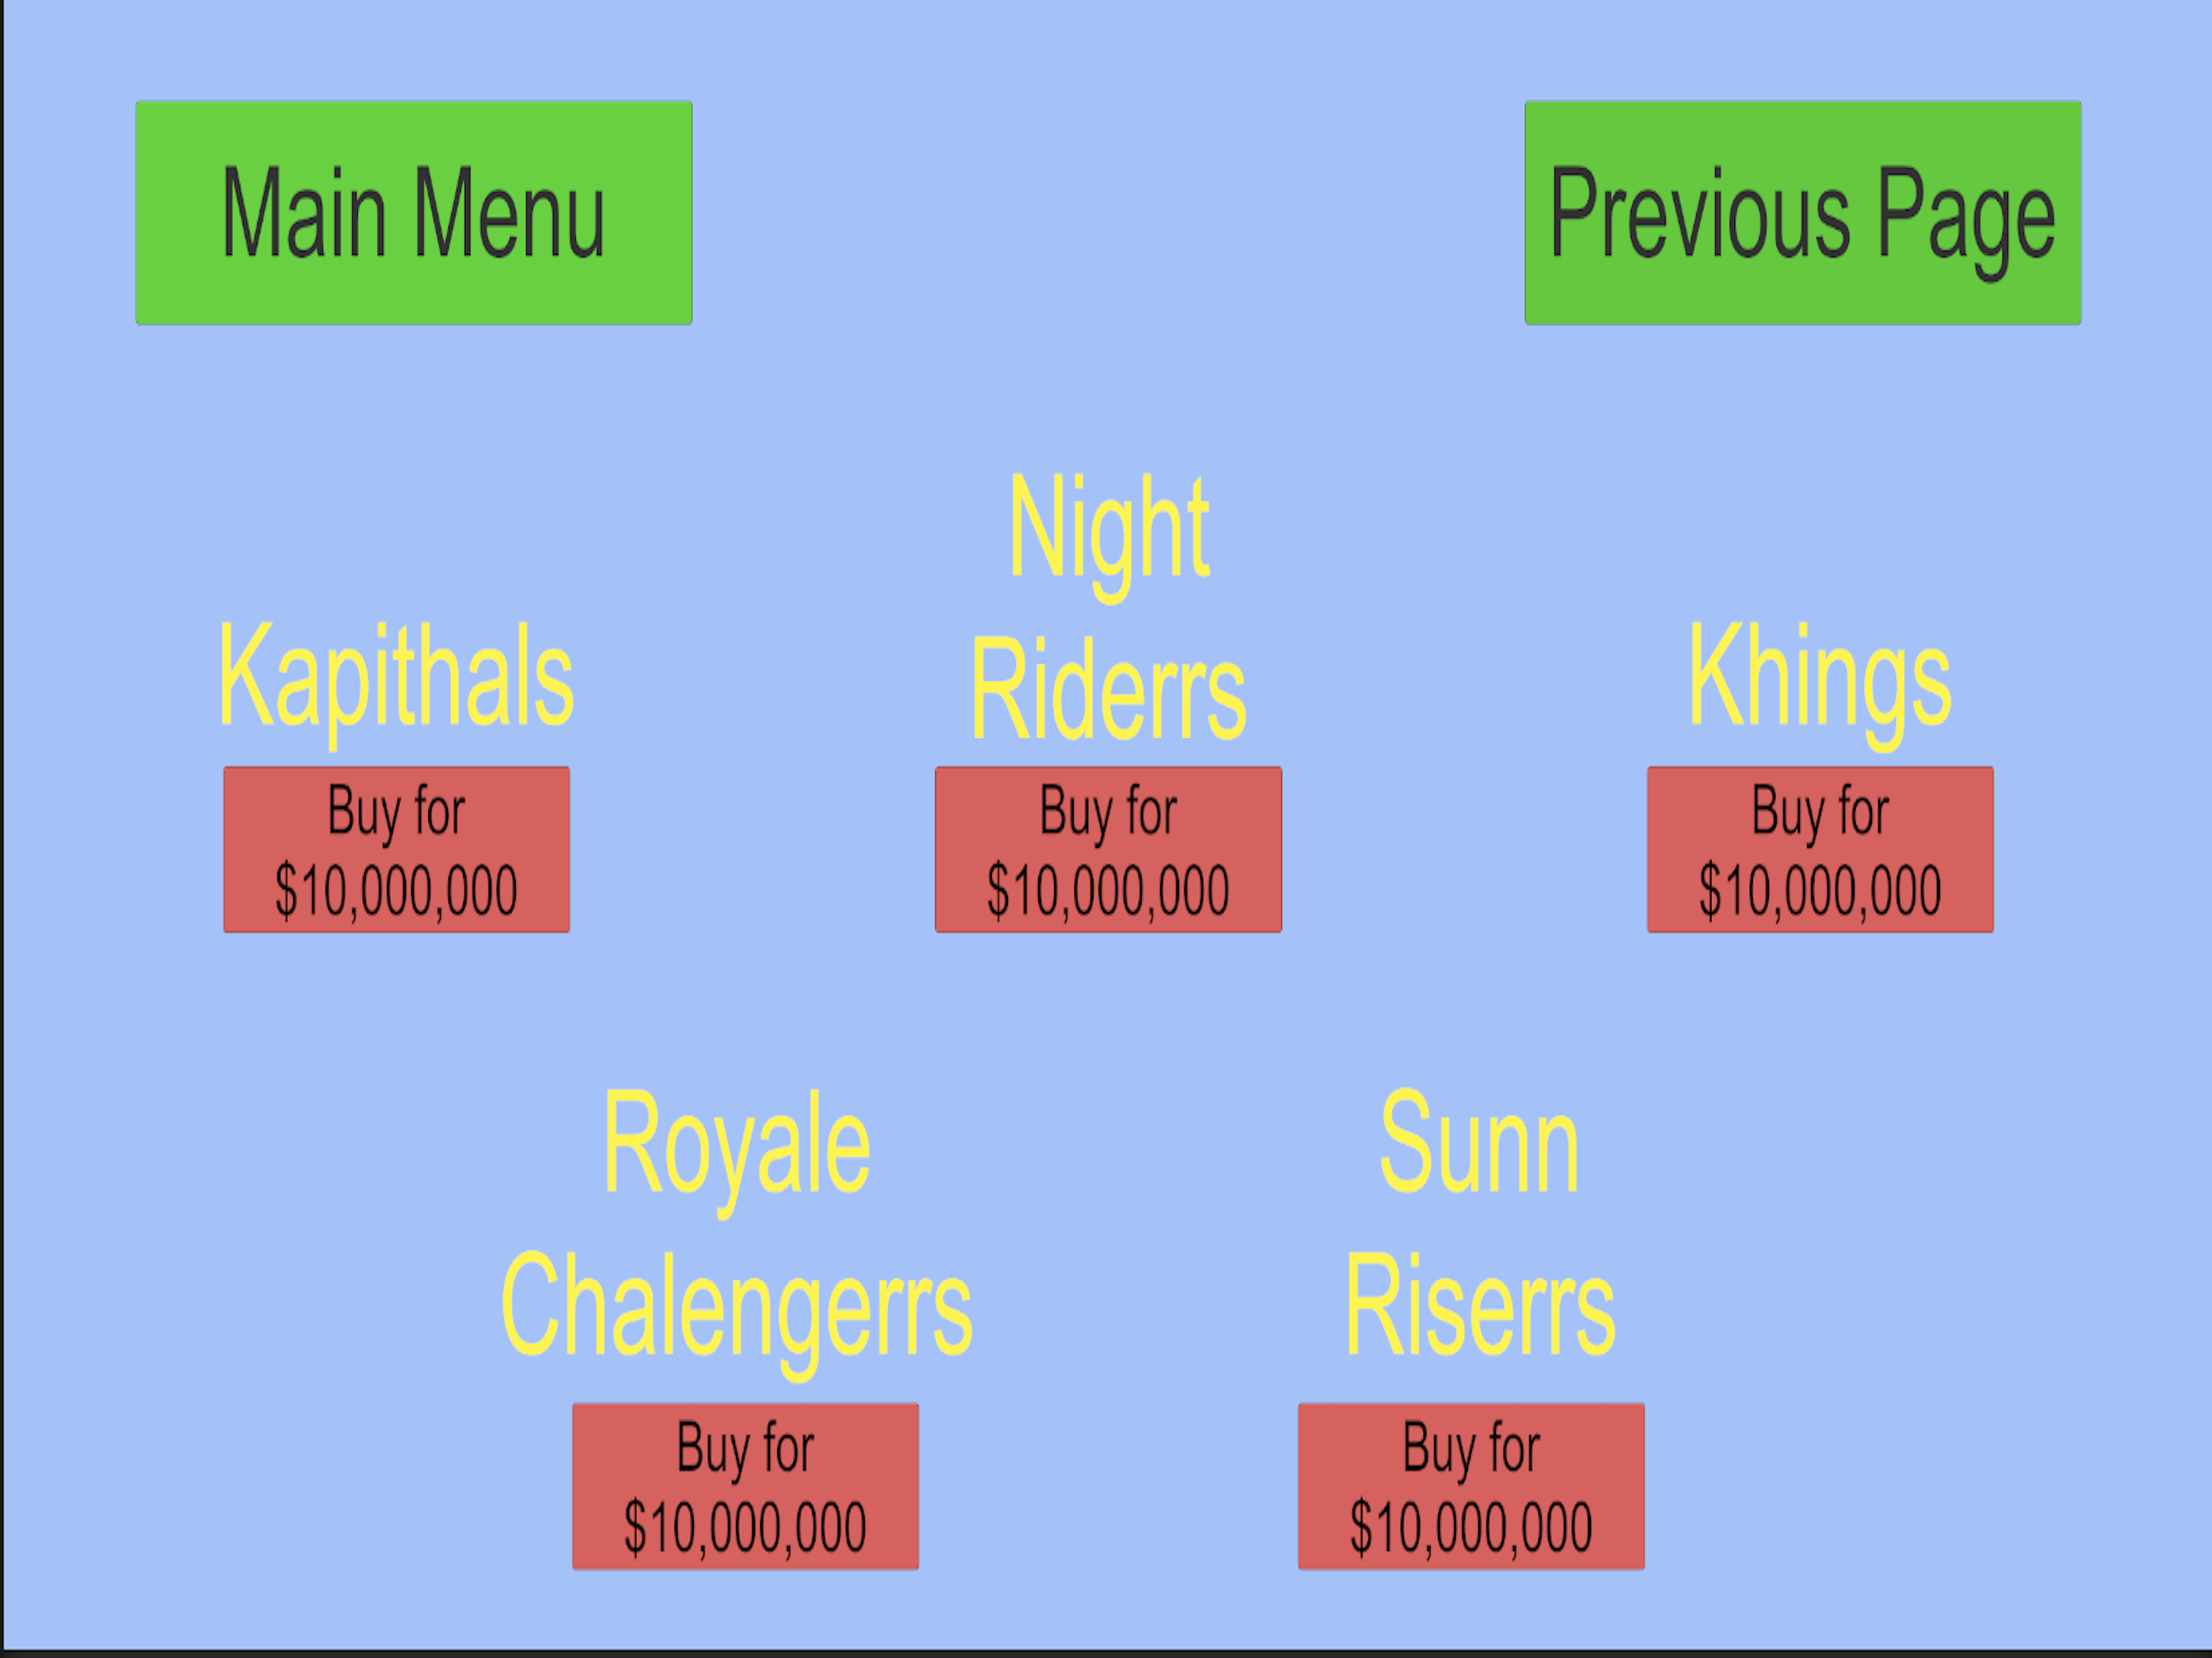 Main Menu
Previous Page
Kapithals
Buy for
$10,000,000
Night
Riderrs
Buy for
$10,000,000
Khings
Buy for
$10,000,000
Royale
Chalengerrs
Buy for
$10,000,000
Sunn
Riserrs
Buy for
$10,000,000